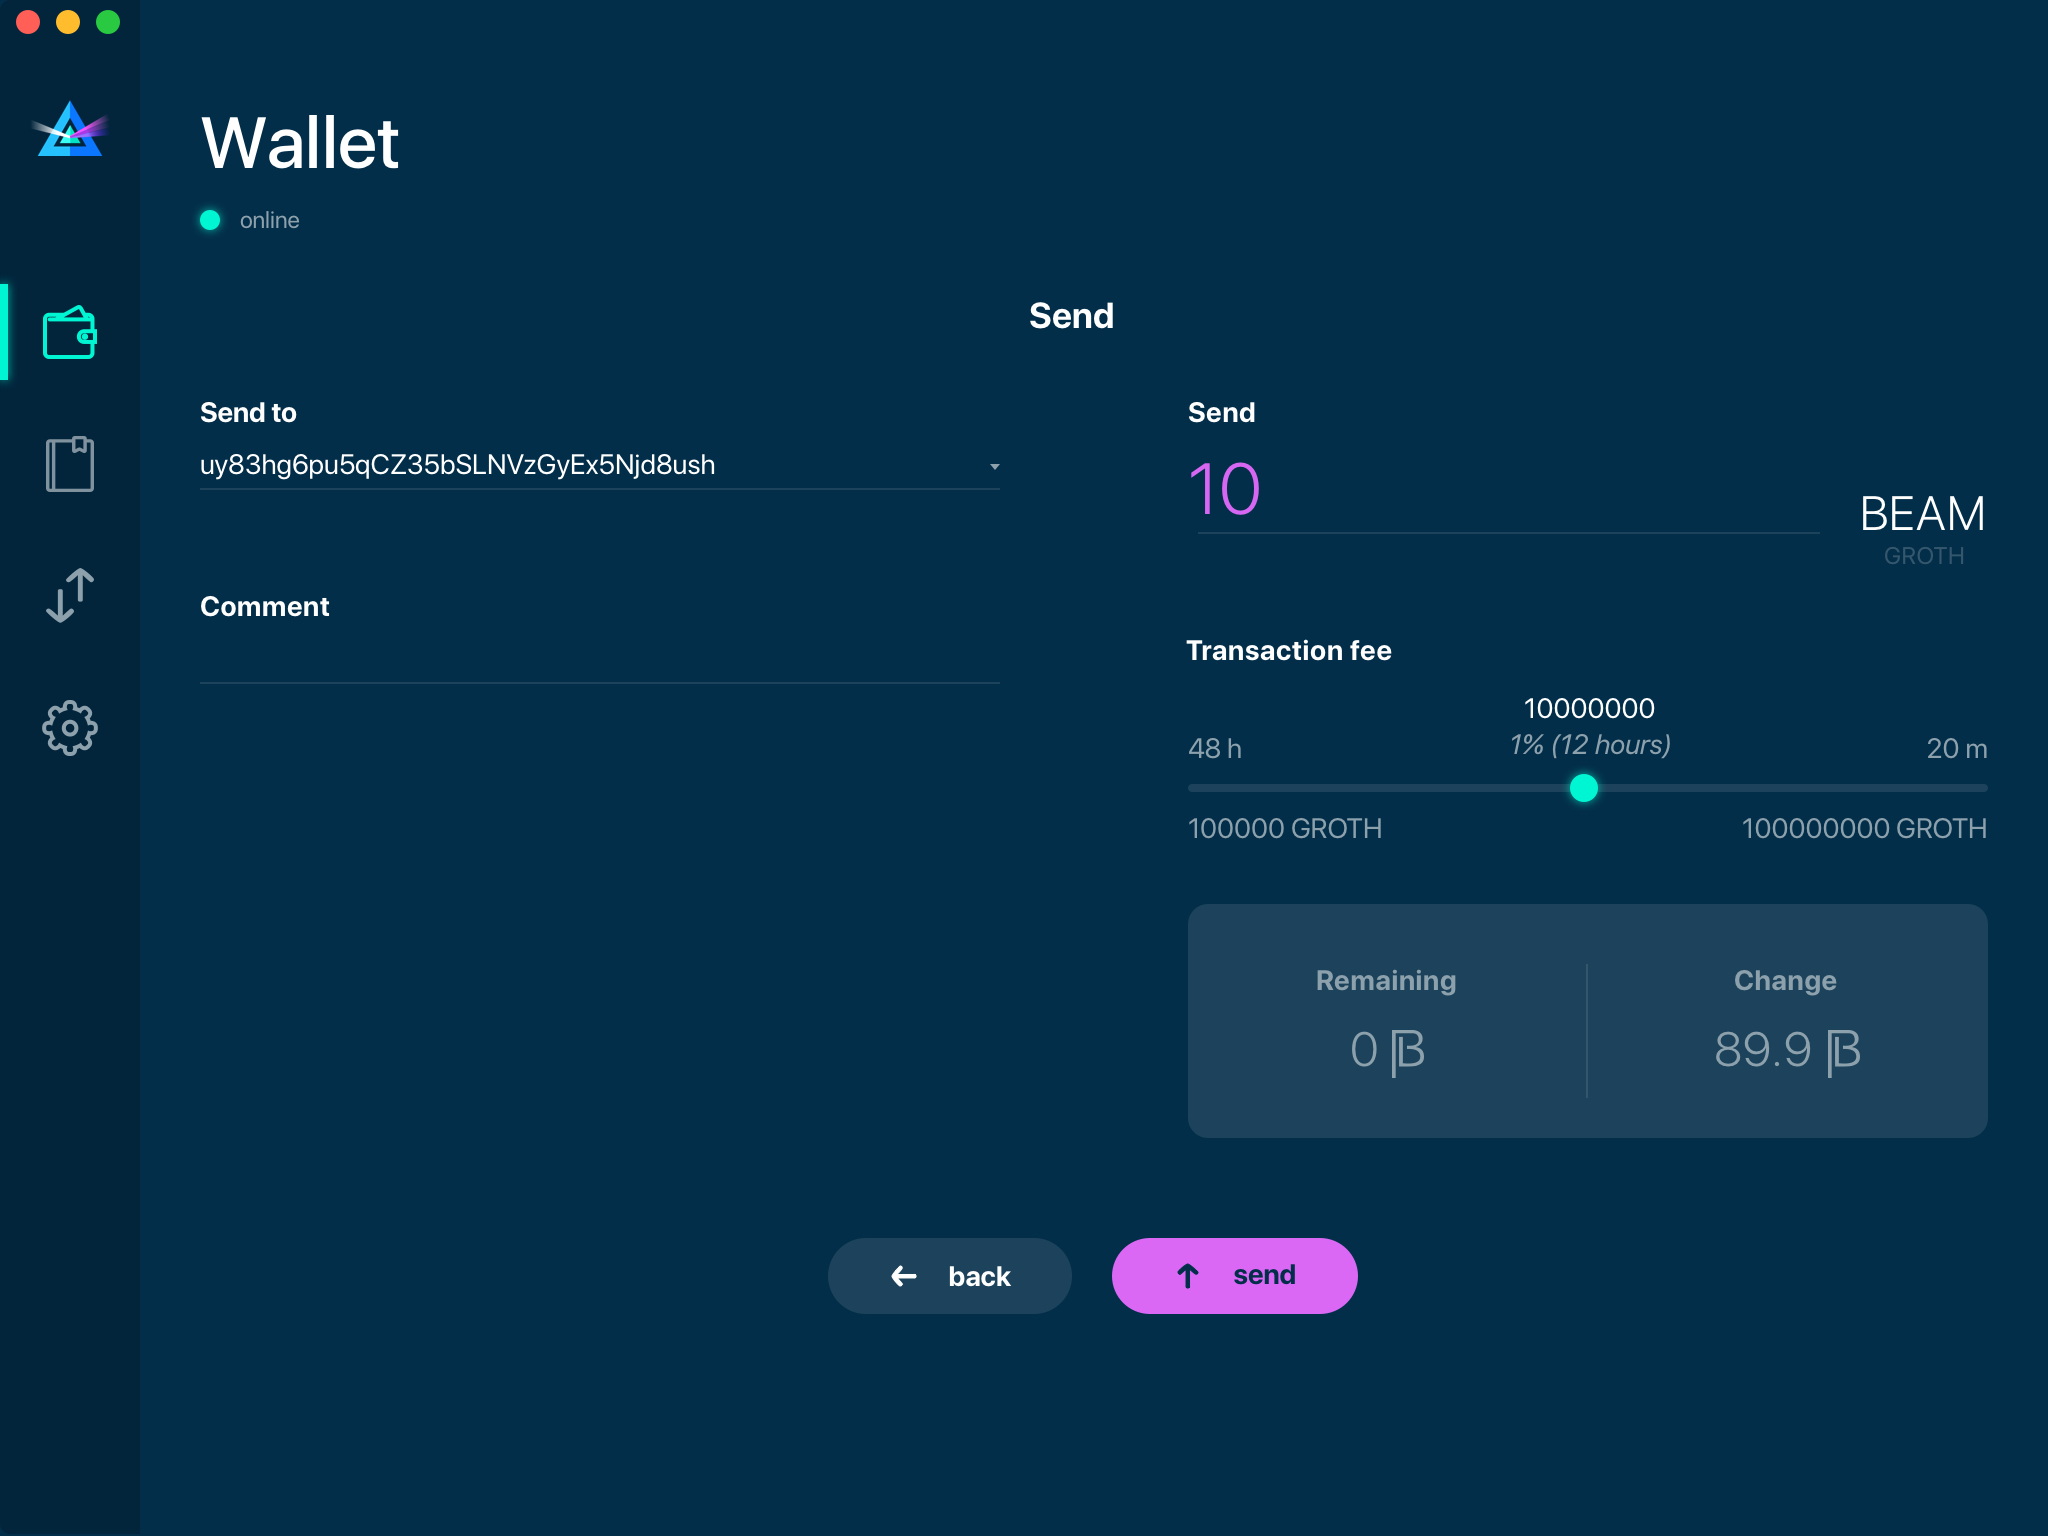 Wallet
online
Send
Send to
uy83hg6pu5qCZ35bSLNVzGyEx5Njd8ush
Comment
Send
10
BEAM
GROTH
Transaction fee
10000000
48 h
1% (12 hours)
20 m
100000 GROTH
100000000 GROTH
Remaining
0 B
Change
89.9 B
back
send